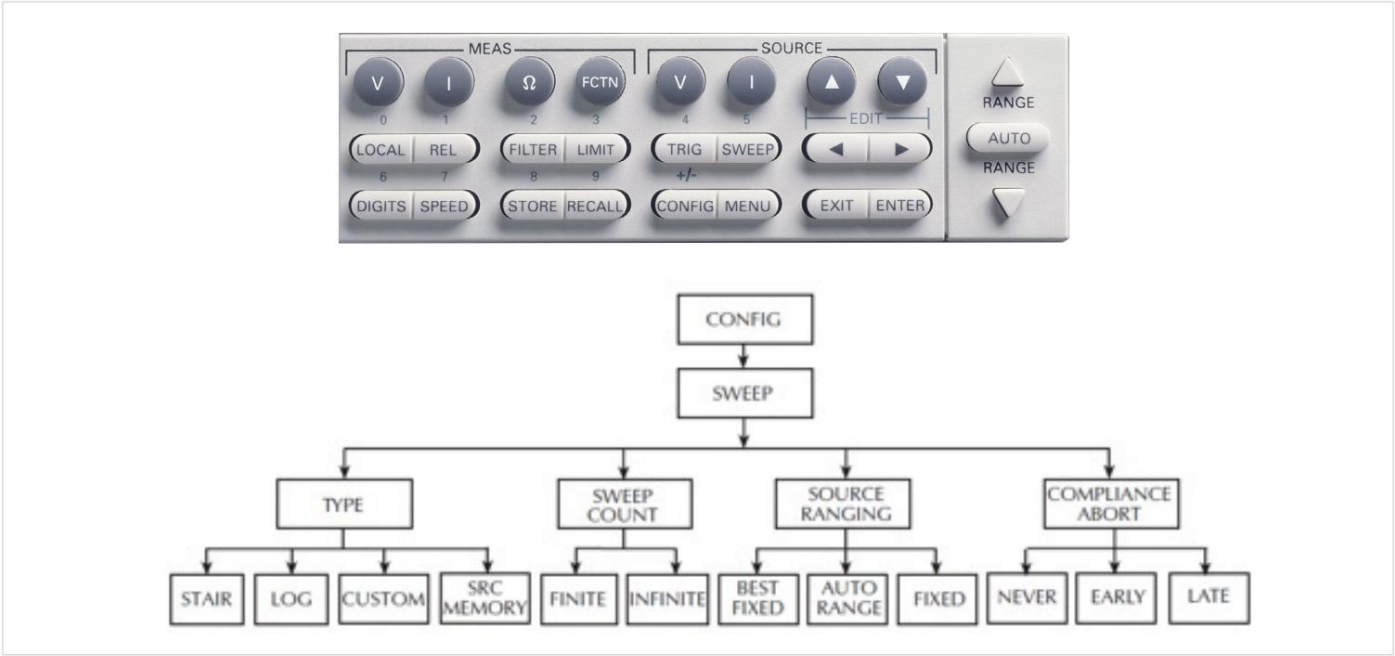 MEAS SOURCE
V I Ω FCTN V I ▲ ▼
0 1 2 3 4 5 EDIT
LOCAL REL FILTER LIMIT TRIG SWEEP ◀ ▶
6 7 8 9 +/-
DIGITS SPEED STORE RECALL CONFIG MENU EXIT ENTER
RANGE
AUTO
RANGE
CONFIG
SWEEP
TYPE
SWEEP
COUNT
SOURCE
RANGING
COMPLIANCE
ABORT
STAIR
LOG
CUSTOM
SRC
MEMORY
FINITE
INFINITE
BEST
FIXED
AUTO
RANGE
FIXED
NEVER
EARLY
LATE